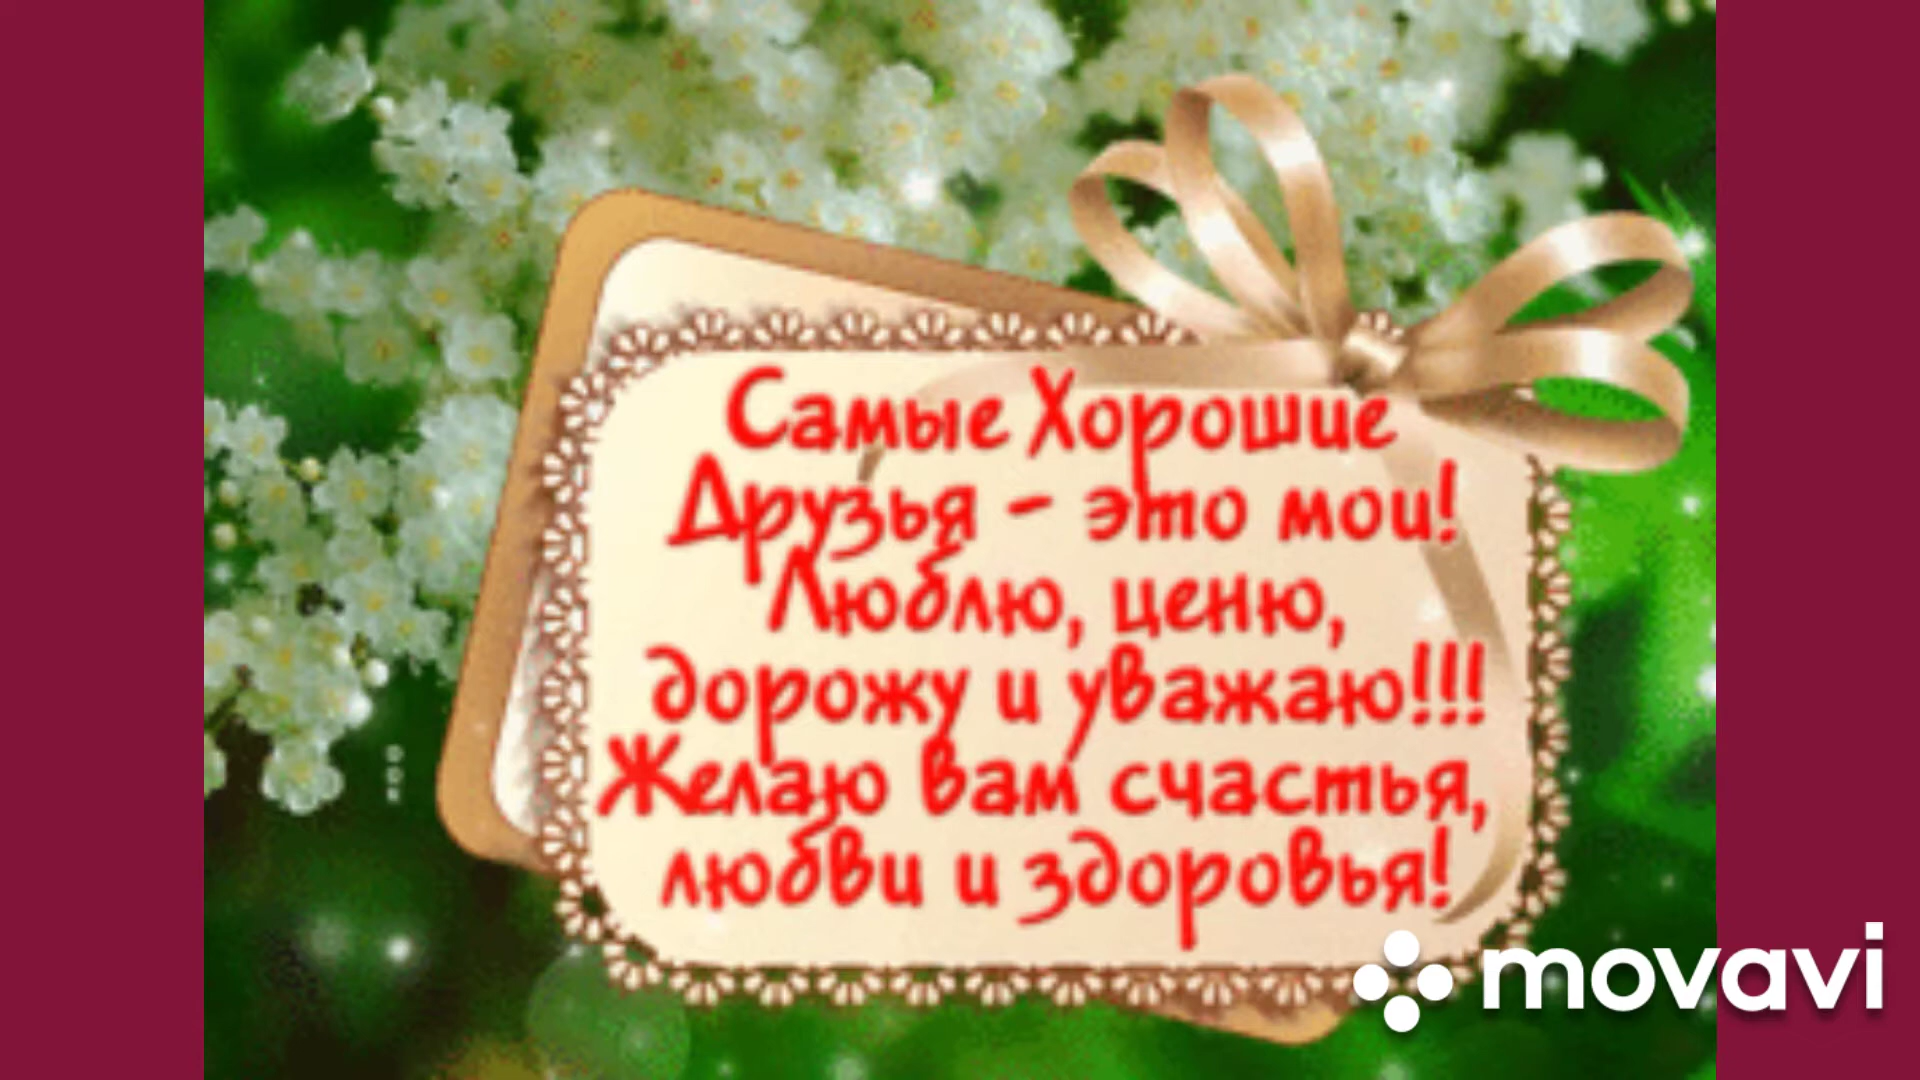 Самые Хорошие
Друзья - это мои!
Люблю, ценю,
дорожу и уважаю!!!
Желаю вам счастья,
любви и здоровья!
movavi